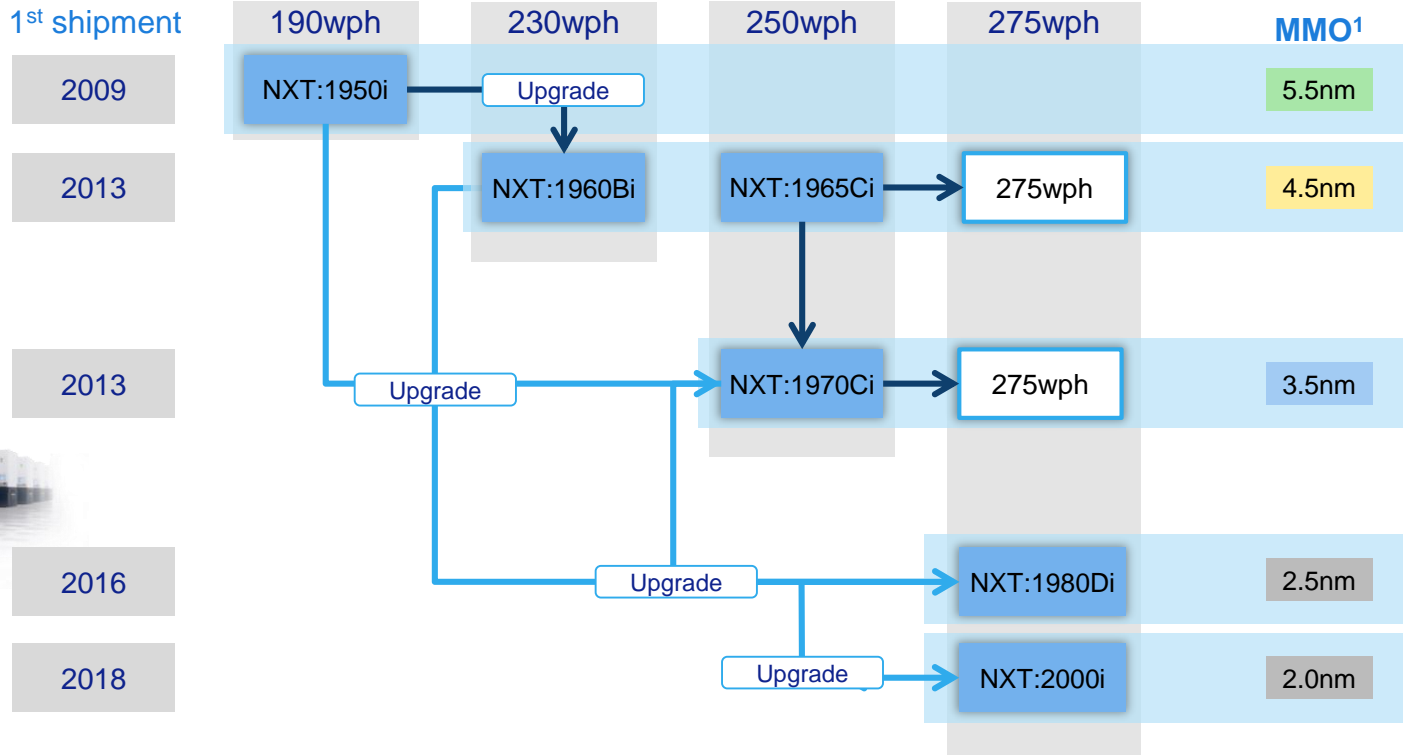 1st shipment
190wph
230wph
250wph
275wph
MMO1
2009
NXT:1950i
Upgrade
5.5nm
2013
NXT:1960Bi
NXT:1965Ci
275wph
4.5nm
2013
Upgrade
NXT:1970Ci
275wph
3.5nm
2016
Upgrade
NXT:1980Di
2.5nm
2018
Upgrade
NXT:2000i
2.0nm